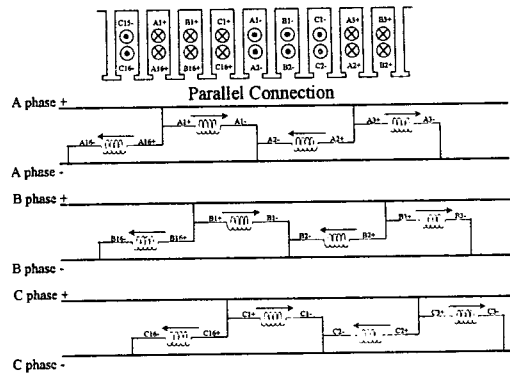 C15- A1+ B1+ C1+ A1- B1- C1- A3+ B3+
C16- A16+ B16+ C16+ A2- B2- C2- A2+ B2+
Parallel Connection
A phase +
A16- A16+ A1+ A1- A2- A2+ A3+ A3-
A phase -
B phase +
B16- B16+ B1+ B1- B2- B2+ B3+ B3-
B phase -
C phase +
C16- C16+ C1+ C1- C2- C2+ C3-
C phase -